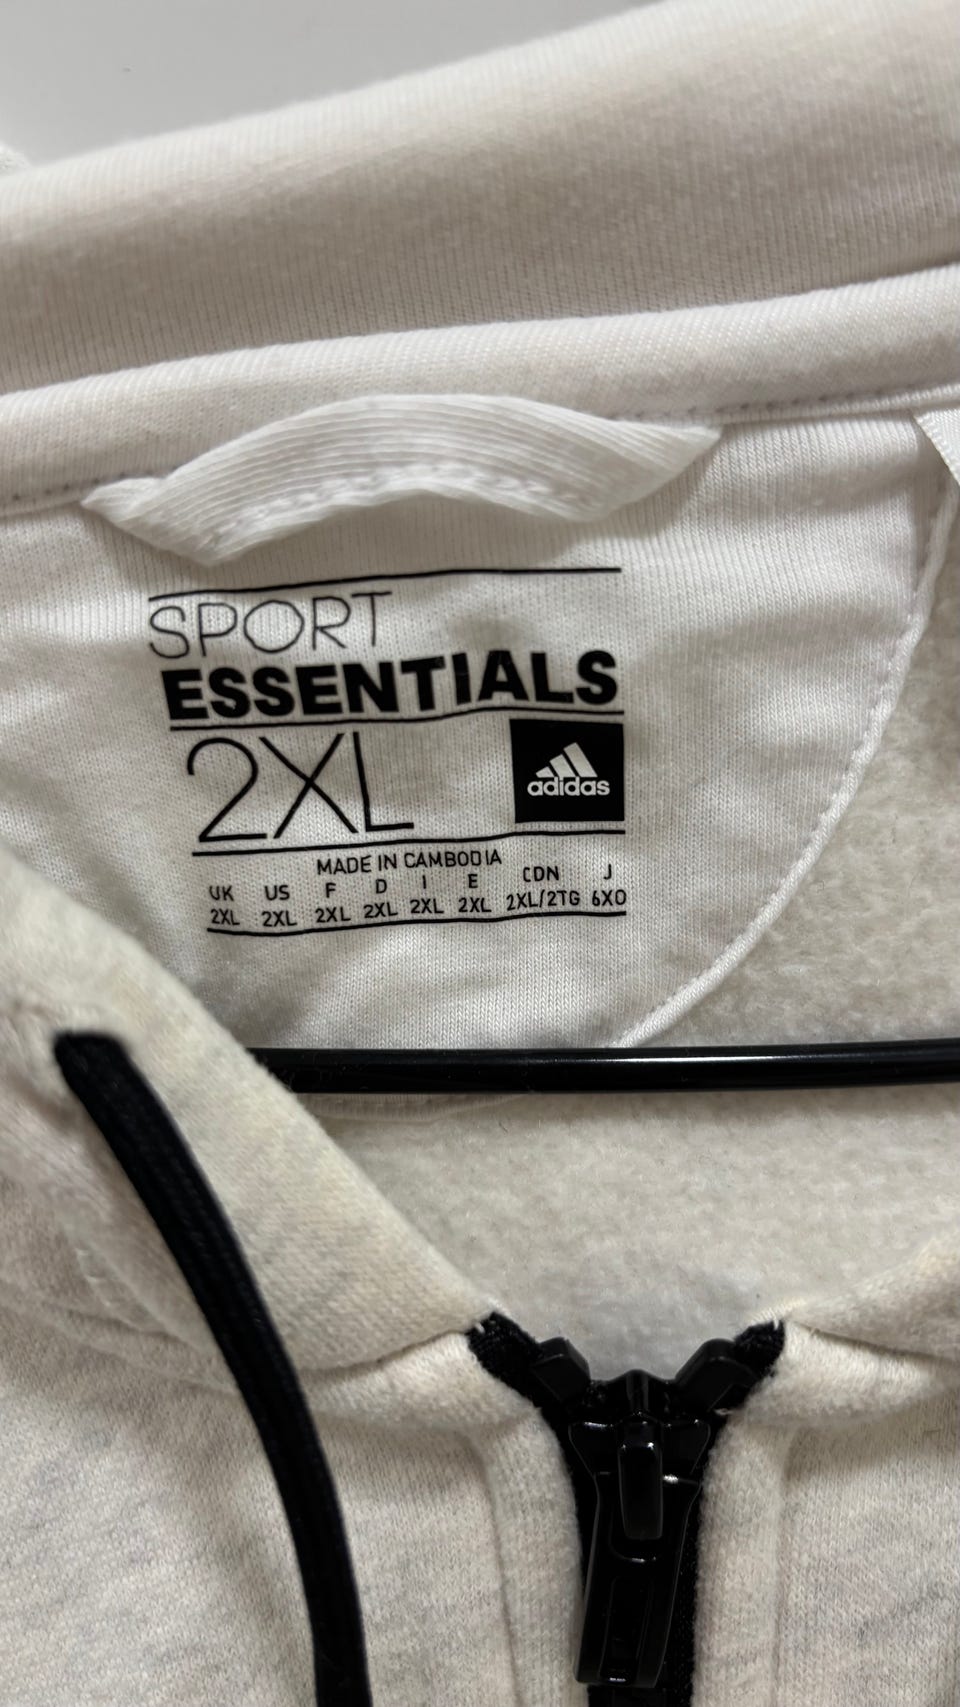 SPORT
ESSENTIALS
2XL
adidas
MADE IN CAMBODIA
UK US F D I E CDN J
2XL 2XL 2XL 2XL 2XL 2XL 2XL/2TG 6XO